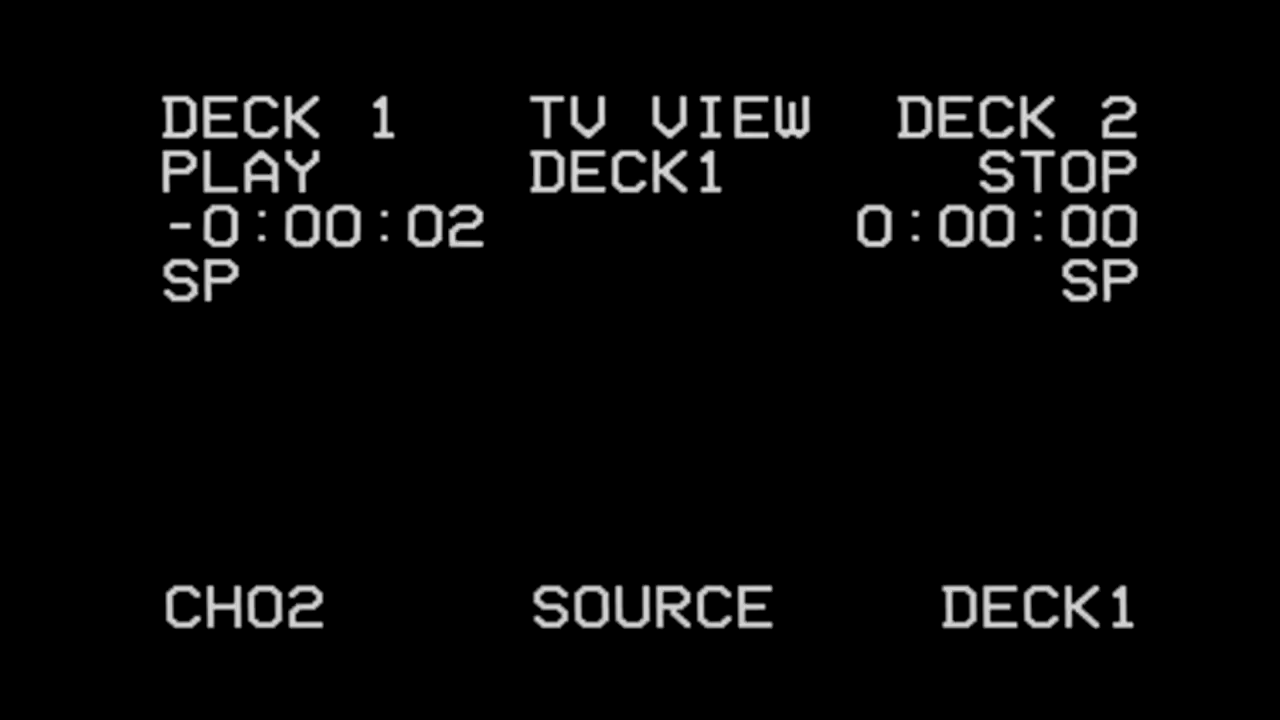 DECK 1 TV VIEW DECK 2
PLAY DECK1 STOP
-0:00:02 0:00:00
SP SP
CH02 SOURCE DECK1